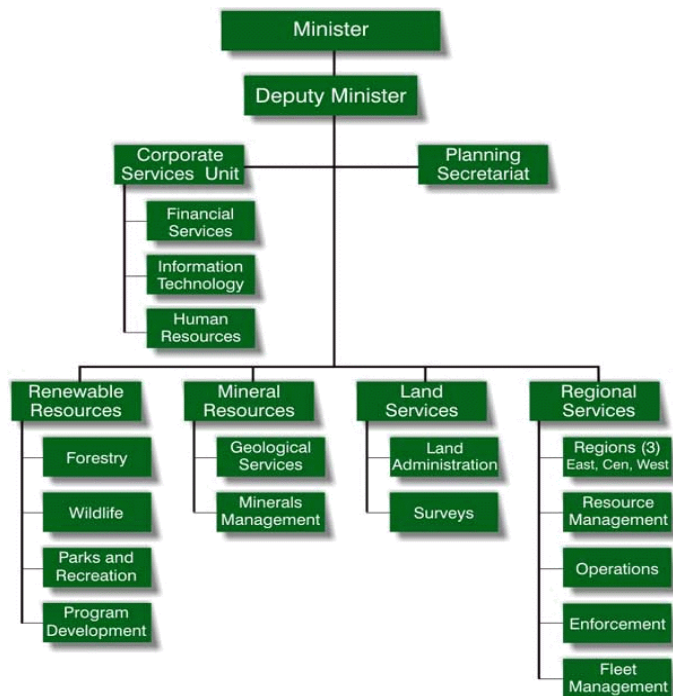 Minister
Deputy Minister
Corporate
Services Unit
Planning
Secretariat
Financial
Services
Information
Technology
Human
Resources
Renewable
Resources
Forestry
Wildlife
Parks and
Recreation
Program
Development
Mineral
Resources
Geological
Services
Minerals
Management
Land
Services
Land
Administration
Surveys
Regional
Services
Regions (3)
East, Cen, West
Resource
Management
Operations
Enforcement
Fleet
Management